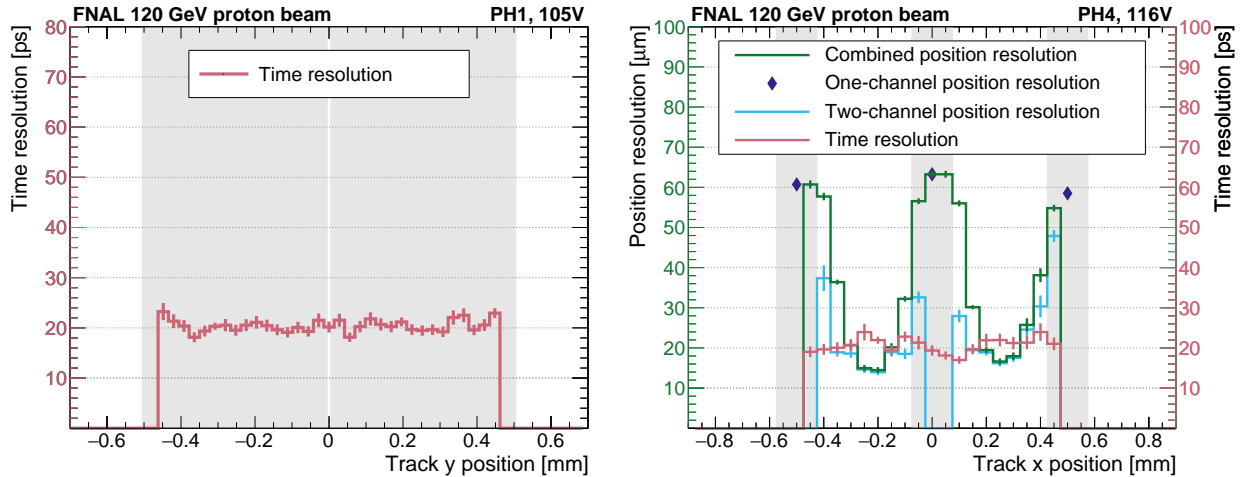 FNAL 120 GeV proton beam PH1, 105V
Time resolution [ps]
80
70
60
50
40
30
20
10
Time resolution
−0.6 −0.4 −0.2 0 0.2 0.4 0.6
Track y position [mm]
FNAL 120 GeV proton beam PH4, 116V
Position resolution [μm]
100
90
80
70
60
50
40
30
20
10
Combined position resolution
One-channel position resolution
Two-channel position resolution
Time resolution
100
90
80
70
60
50
40
30
20
10
Time resolution [ps]
−0.8 −0.6 −0.4 −0.2 0 0.2 0.4 0.6 0.8
Track x position [mm]